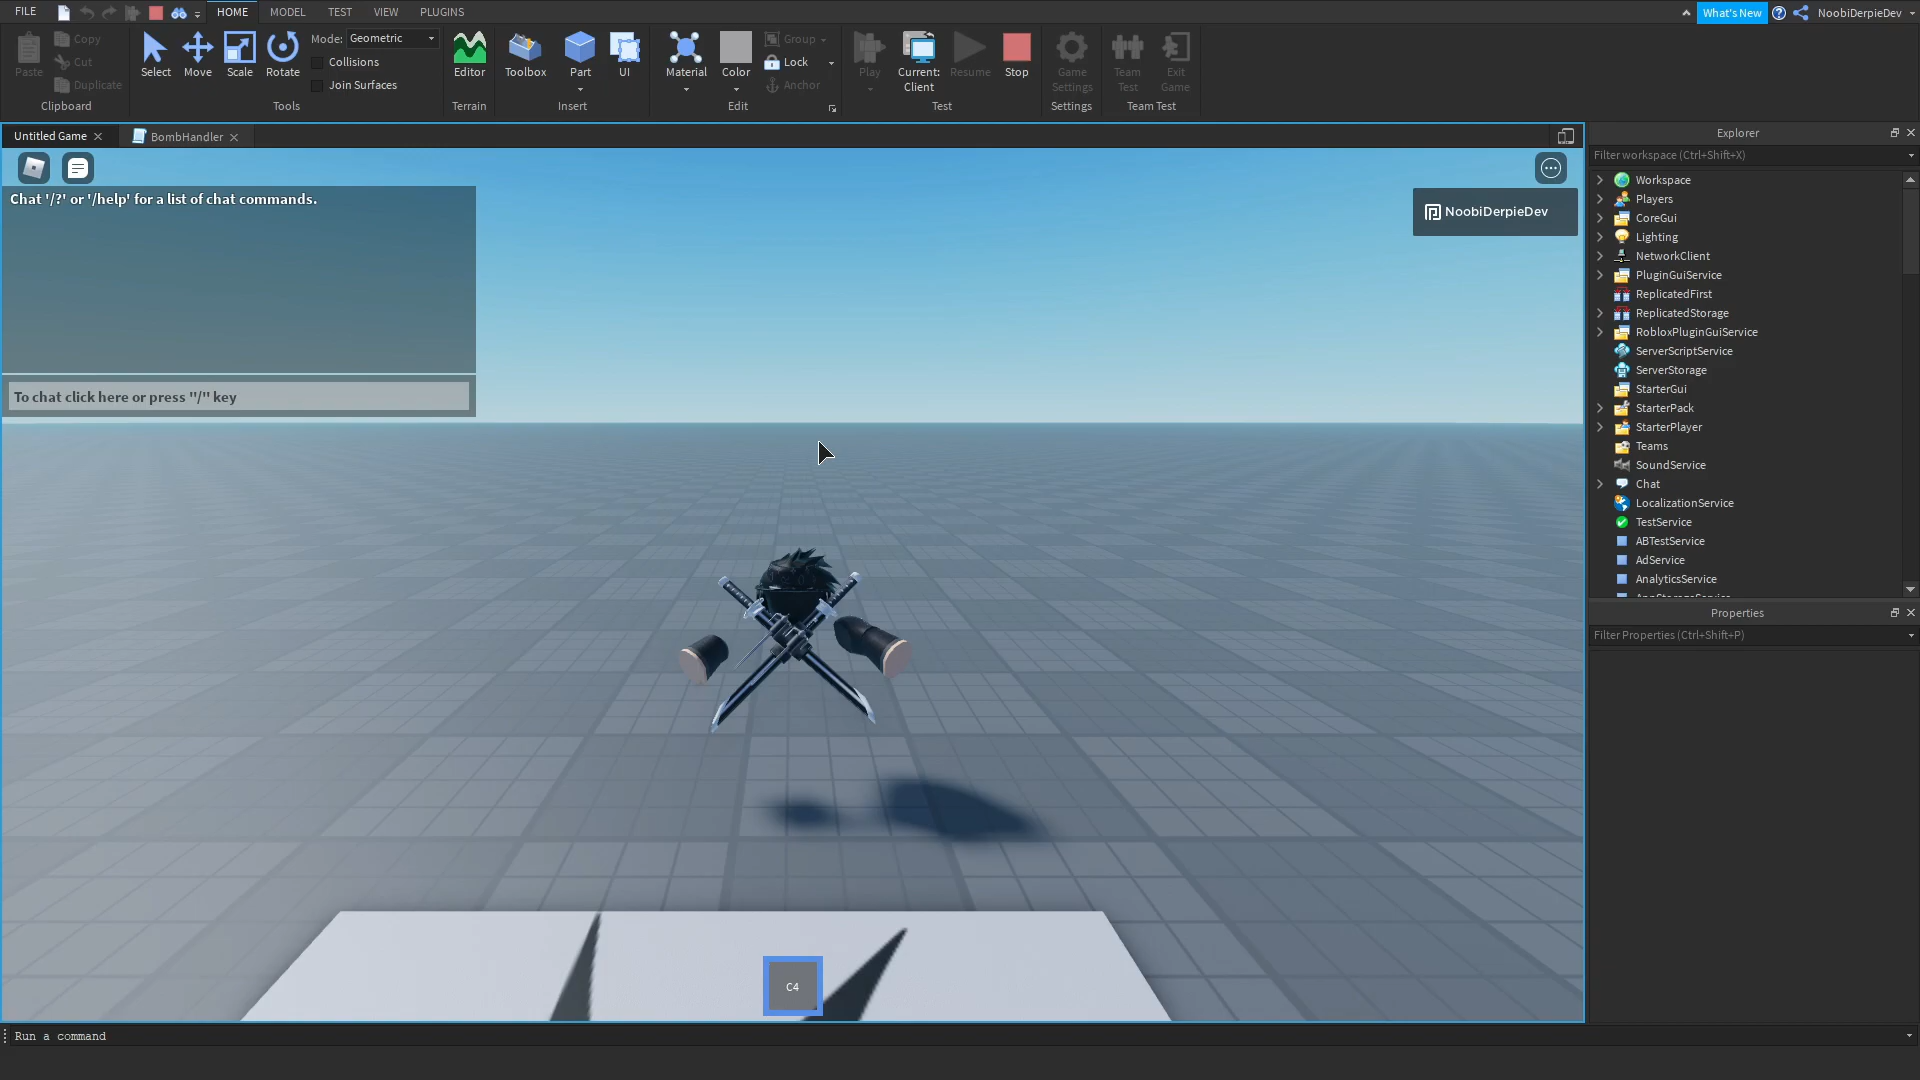 FILE
HOME
MODEL
TEST
VIEW
PLUGINS
What's New
NoobiDerpieDev
Paste
Copy
Cut
Duplicate
Clipboard
Select
Move
Scale
Rotate
Mode: Geometric
Collisions
Join Surfaces
Tools
Editor
Terrain
Toolbox
Part
UI
Insert
Material
Color
Group
Lock
Anchor
Edit
Play
Current:
Client
Resume
Stop
Test
Game
Settings
Settings
Team
Test
Exit
Game
Team Test
Untitled Game
BombHandler
Chat '/?' or '/help' for a list of chat commands.
To chat click here or press "/" key
NoobiDerpieDev
C4
Run a command
Explorer
Filter workspace (Ctrl+Shift+X)
Workspace
Players
CoreGui
Lighting
NetworkClient
PluginGuiService
ReplicatedFirst
ReplicatedStorage
RobloxPluginGuiService
ServerScriptService
ServerStorage
StarterGui
StarterPack
StarterPlayer
Teams
SoundService
Chat
LocalizationService
TestService
ABTestService
AdService
AnalyticsService
Properties
Filter Properties (Ctrl+Shift+P)